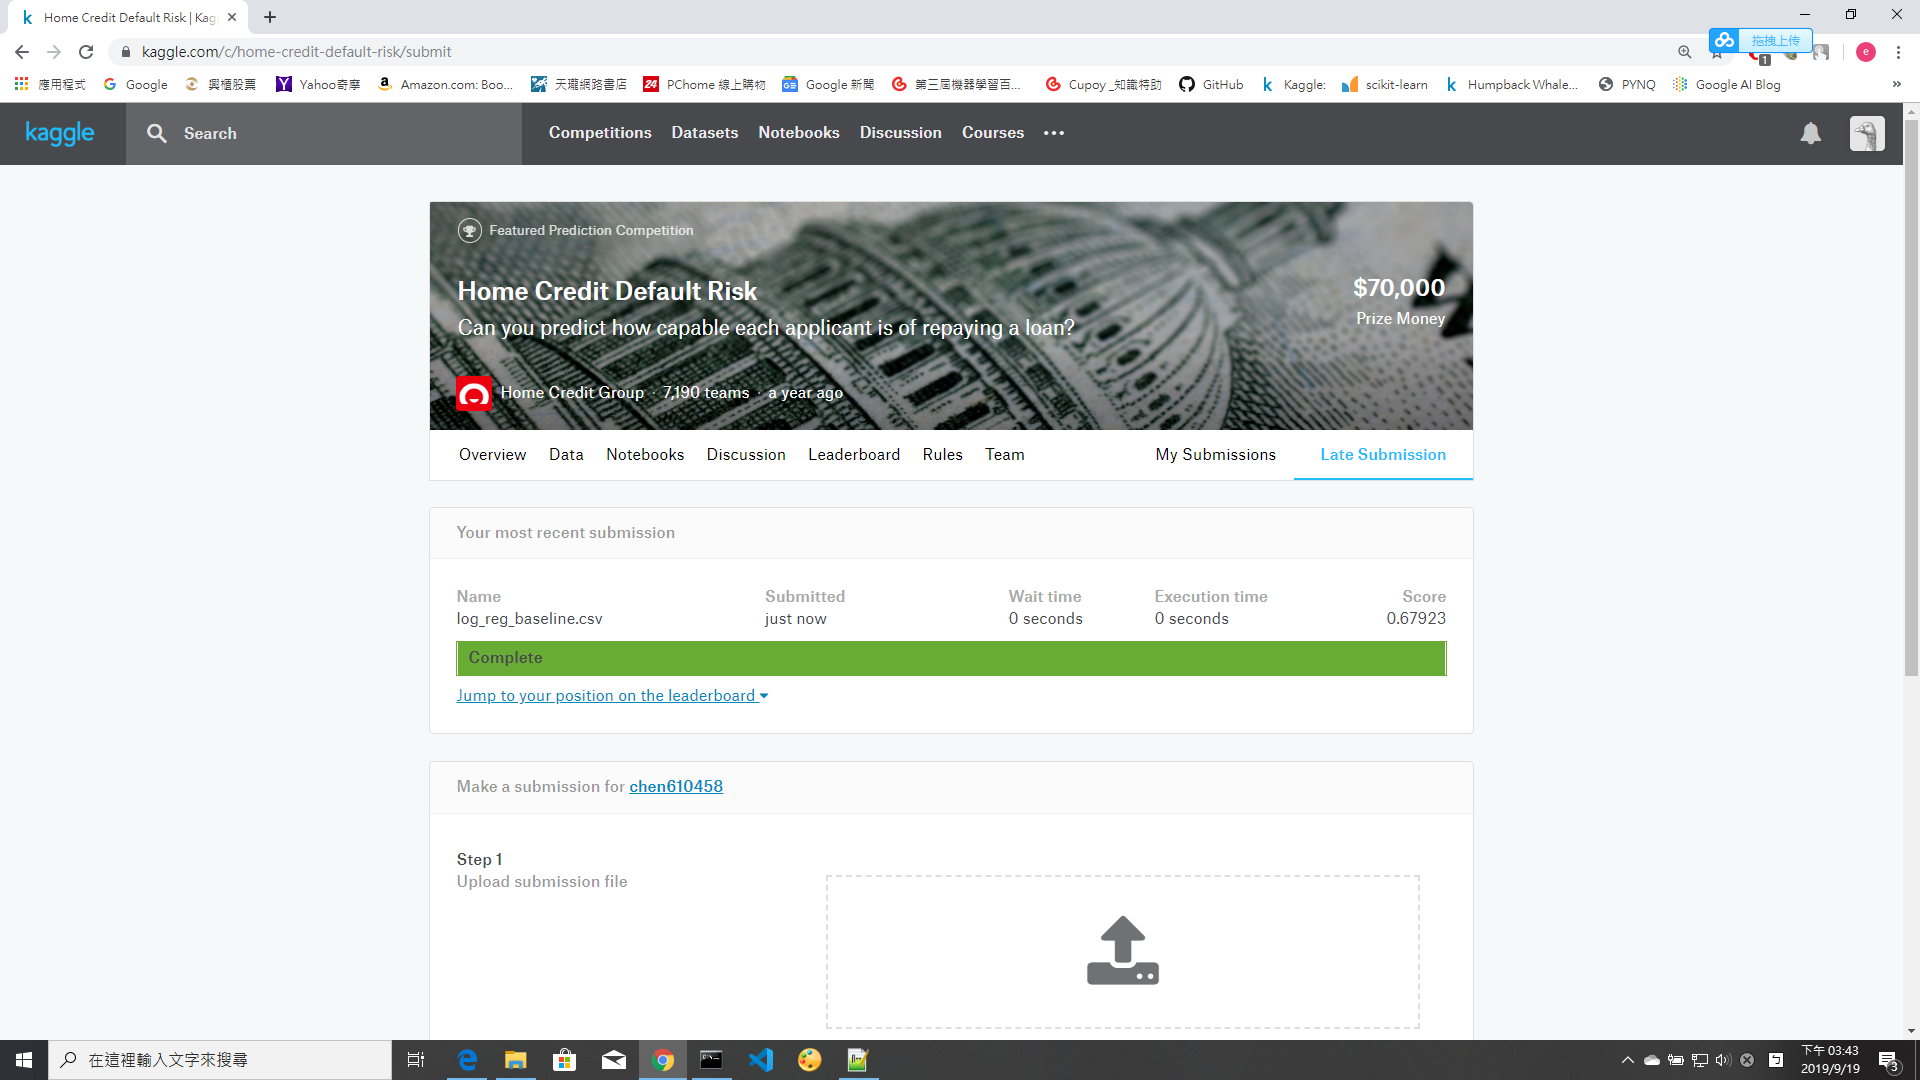 Home Credit Default Risk | Kag
kaggle.com/c/home-credit-default-risk/submit
拖拽上传
1
e
應用程式
Google
興櫃股票
Yahoo奇摩
Amazon.com: Boo...
天瓏網路書店
24
PChome 線上購物
Google 新聞
第三屆機器學習百...
Cupoy _知識特助
GitHub
Kaggle:
scikit-learn
Humpback Whale...
PYNQ
Google AI Blog
kaggle
Search
Competitions
Datasets
Notebooks
Discussion
Courses
Featured Prediction Competition
Home Credit Default Risk
$70,000
Can you predict how capable each applicant is of repaying a loan?
Prize Money
Home Credit Group · 7,190 teams · a year ago
Overview
Data
Notebooks
Discussion
Leaderboard
Rules
Team
My Submissions
Late Submission
Your most recent submission
Name
Submitted
Wait time
Execution time
Score
log_reg_baseline.csv
just now
0 seconds
0 seconds
0.67923
Complete
Jump to your position on the leaderboard
Make a submission for chen610458
Step 1
Upload submission file
在這裡輸入文字來搜尋
下午 03:43
2019/9/19
3